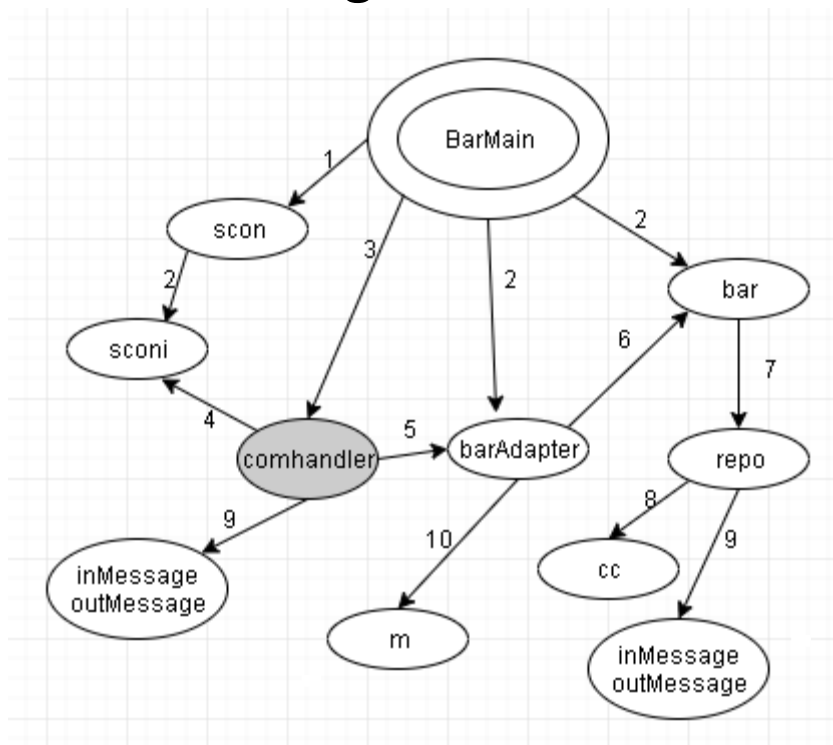 BarMain
1
scon
3
2
2
2
bar
sconi
6
4
5
7
comhandler
barAdapter
repo
9
10
8
9
inMessage
outMessage
cc
m
inMessage
outMessage